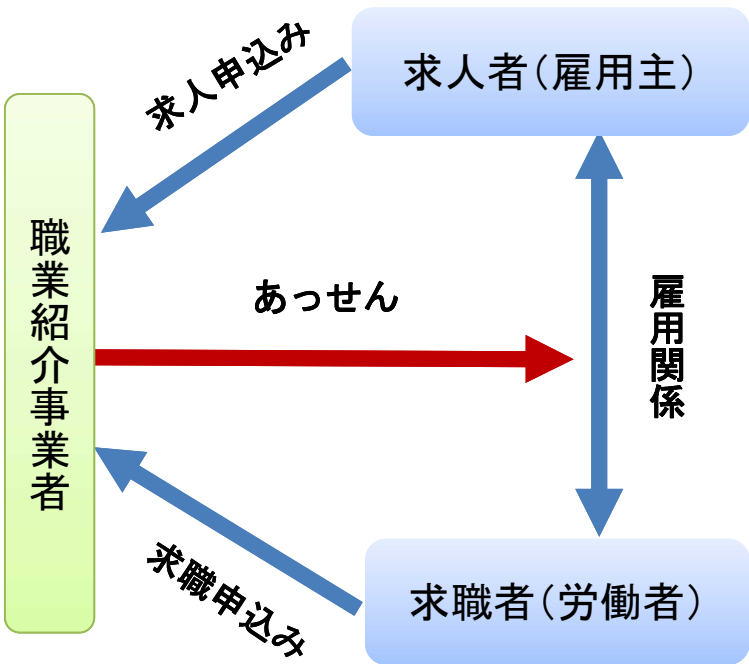 求人申込み
求人者（雇用主）
職業紹介事業者
あっせん
雇用関係
求職申込み
求職者（労働者）